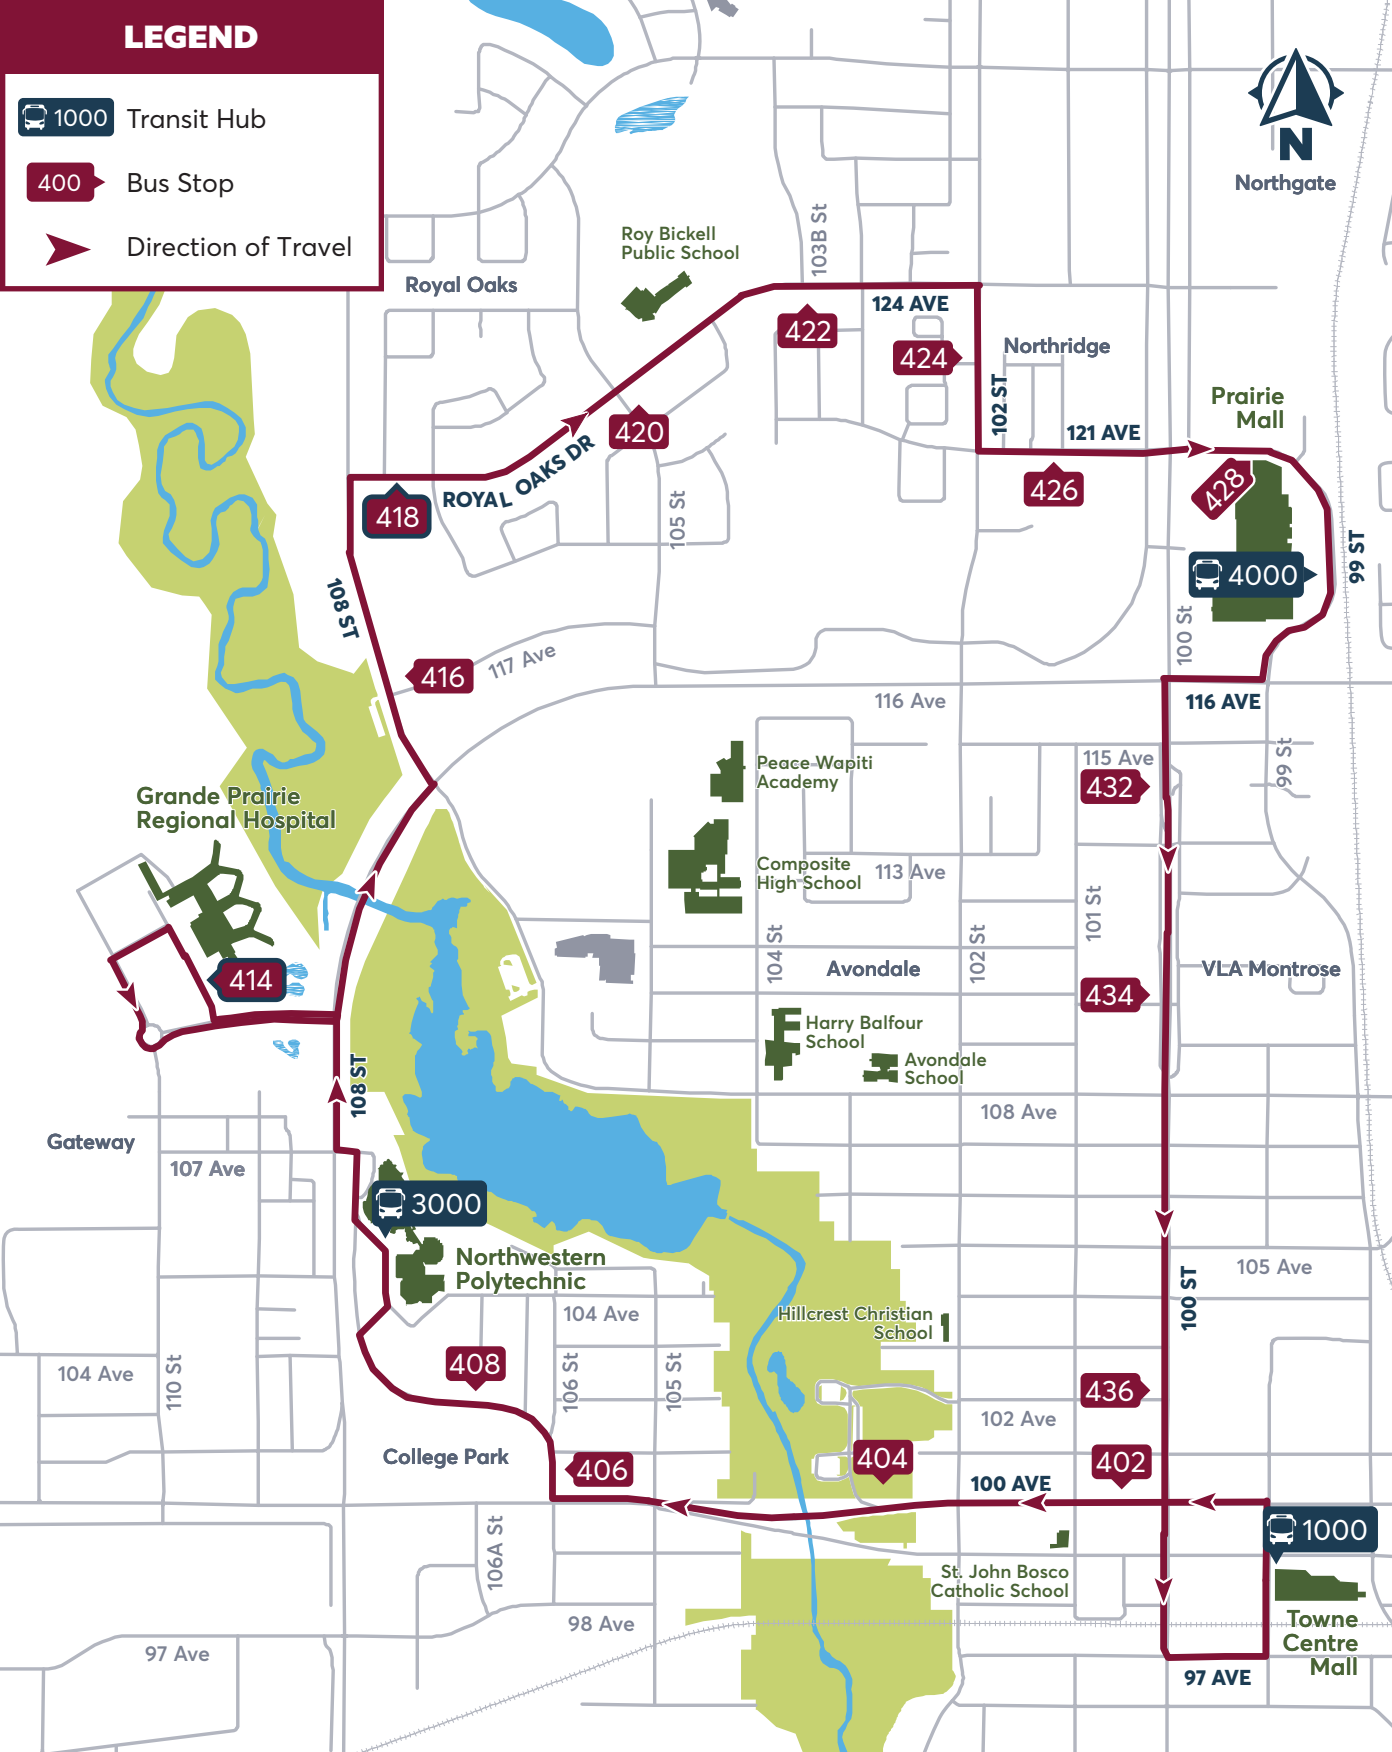 LEGEND
1000 Transit Hub
400 Bus Stop
Direction of Travel
N
Northgate
Roy Bickell
Public School
103B St
Royal Oaks
124 AVE
422
424
Northridge
102 ST
Prairie
Mall
420
121 AVE
ROYAL OAKS DR
426
428
418
105 St
99 ST
4000
108 ST
100 St
416
117 Ave
116 Ave
116 AVE
Peace Wapiti
Academy
115 Ave
432
99 St
Grande Prairie
Regional Hospital
Composite
High School
113 Ave
101 St
104 St
102 St
Avondale
VLA Montrose
414
434
Harry Balfour
School
Avondale
School
108 ST
108 Ave
Gateway
107 Ave
3000
Northwestern
Polytechnic
105 Ave
100 ST
104 Ave
Hillcrest Christian
School
408
104 Ave
110 St
106 St
105 St
436
102 Ave
College Park
406
404
402
100 AVE
1000
106A St
St. John Bosco
Catholic School
98 Ave
Towne
Centre
Mall
97 Ave
97 AVE